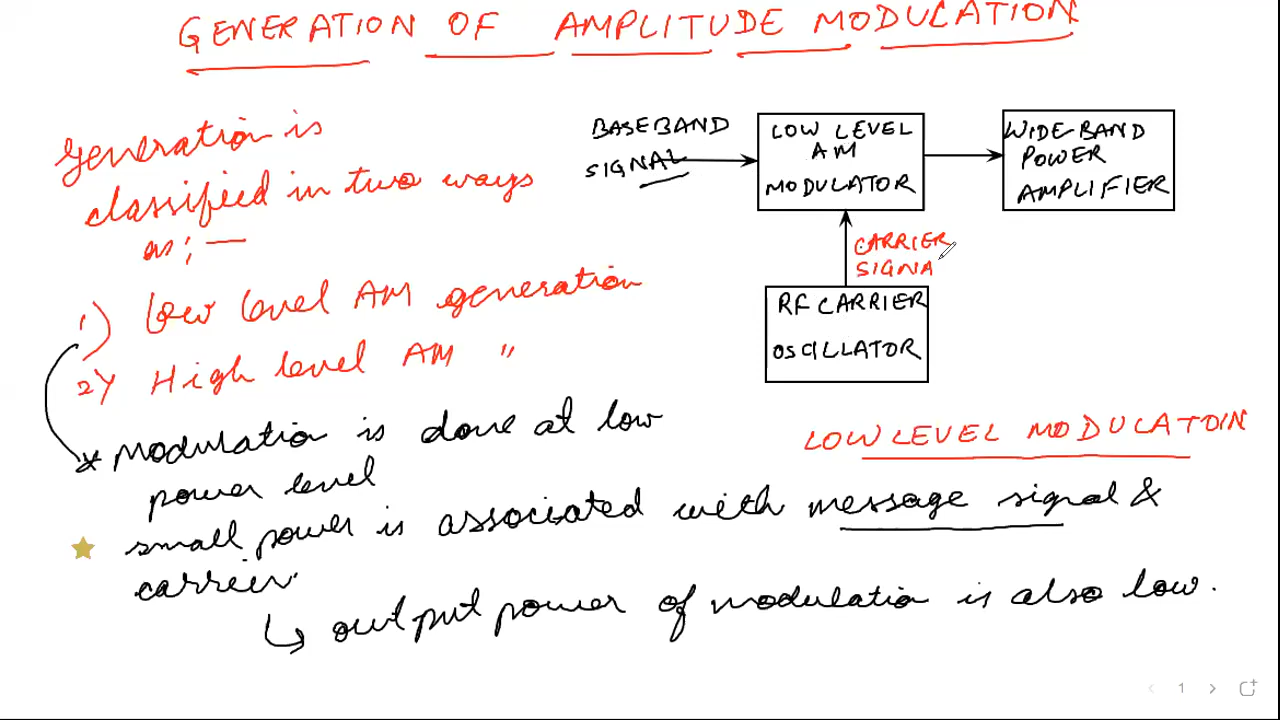 GENERATION OF AMPLITUDE MODULATION
Generation is
classified in two ways
as; —
1) Low level AM generation
2) High level AM "
* Modulation is done at low
power level
small power is associated with message signal &
carrier.
↳ output power of modulation is also low.
BASEBAND
SIGNAL
LOW LEVEL
AM
MODULATOR
WIDE BAND
POWER
AMPLIFIER
CARRIER
SIGNA
RF CARRIER
OSCILLATOR
LOW LEVEL MODULATOIN
1